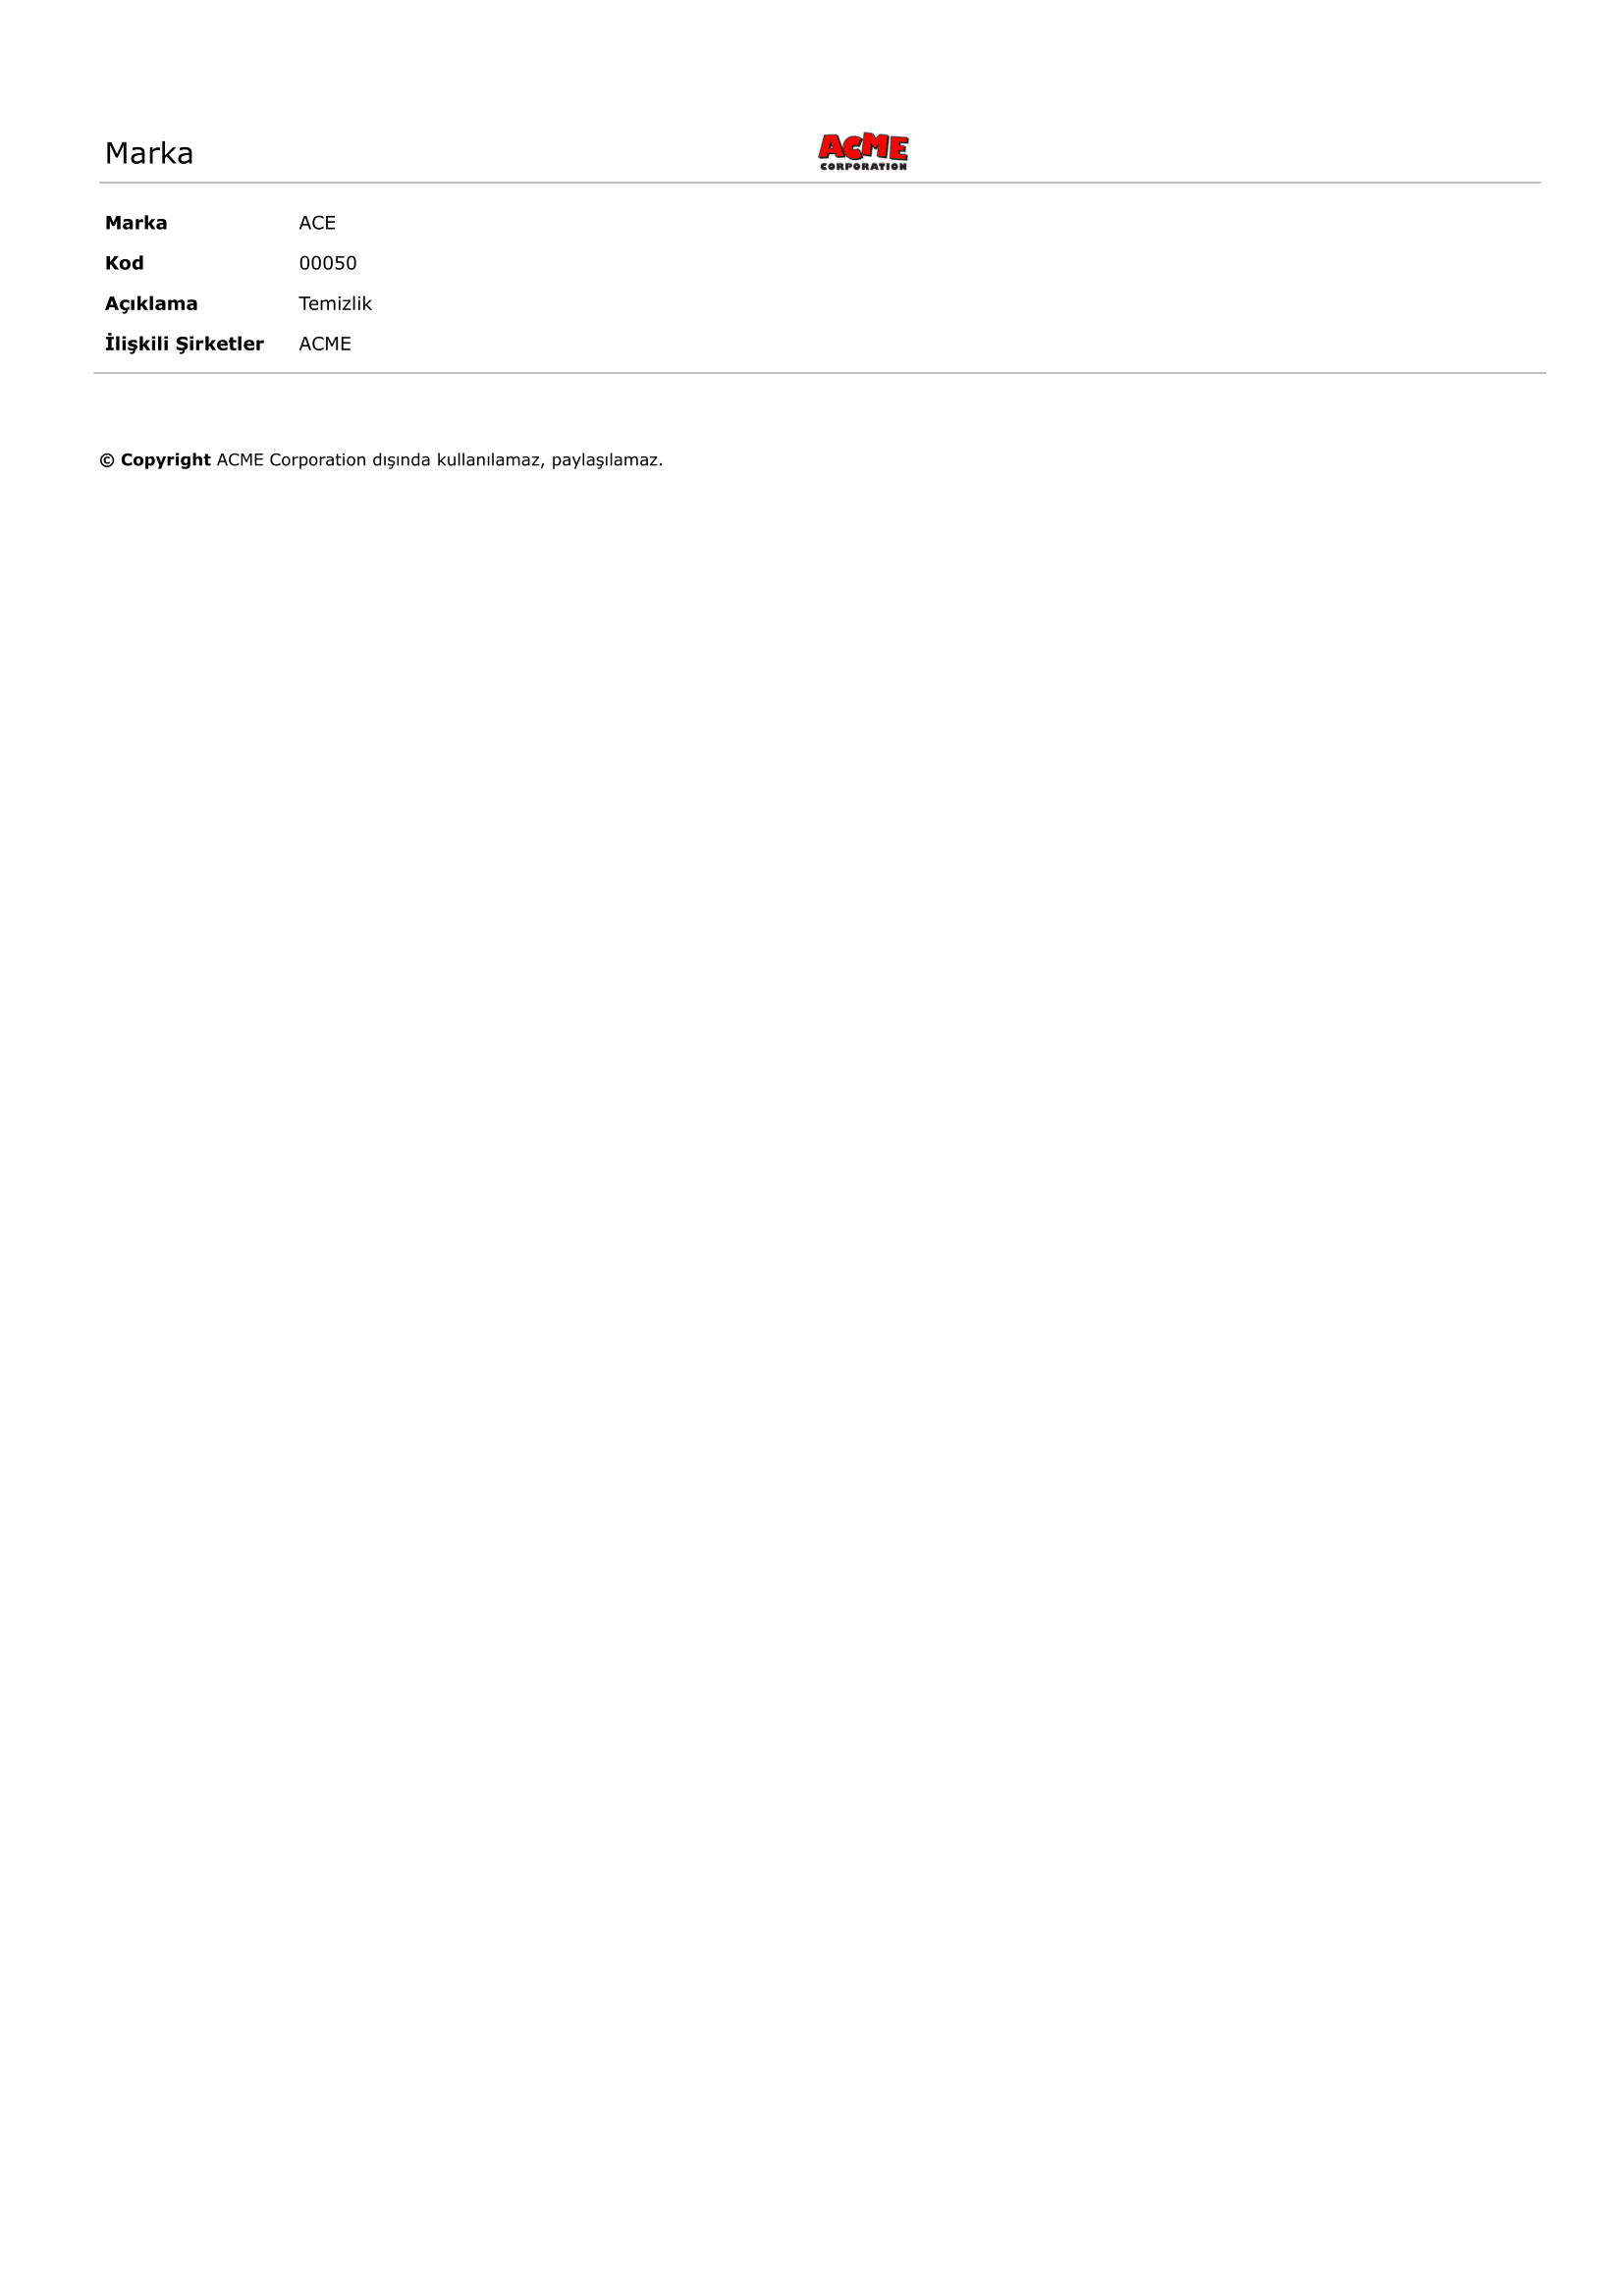 Marka
ACME
CORPORATION
Marka ACE
Kod 00050
Açıklama Temizlik
İlişkili Şirketler ACME
© Copyright ACME Corporation dışında kullanılamaz, paylaşılamaz.